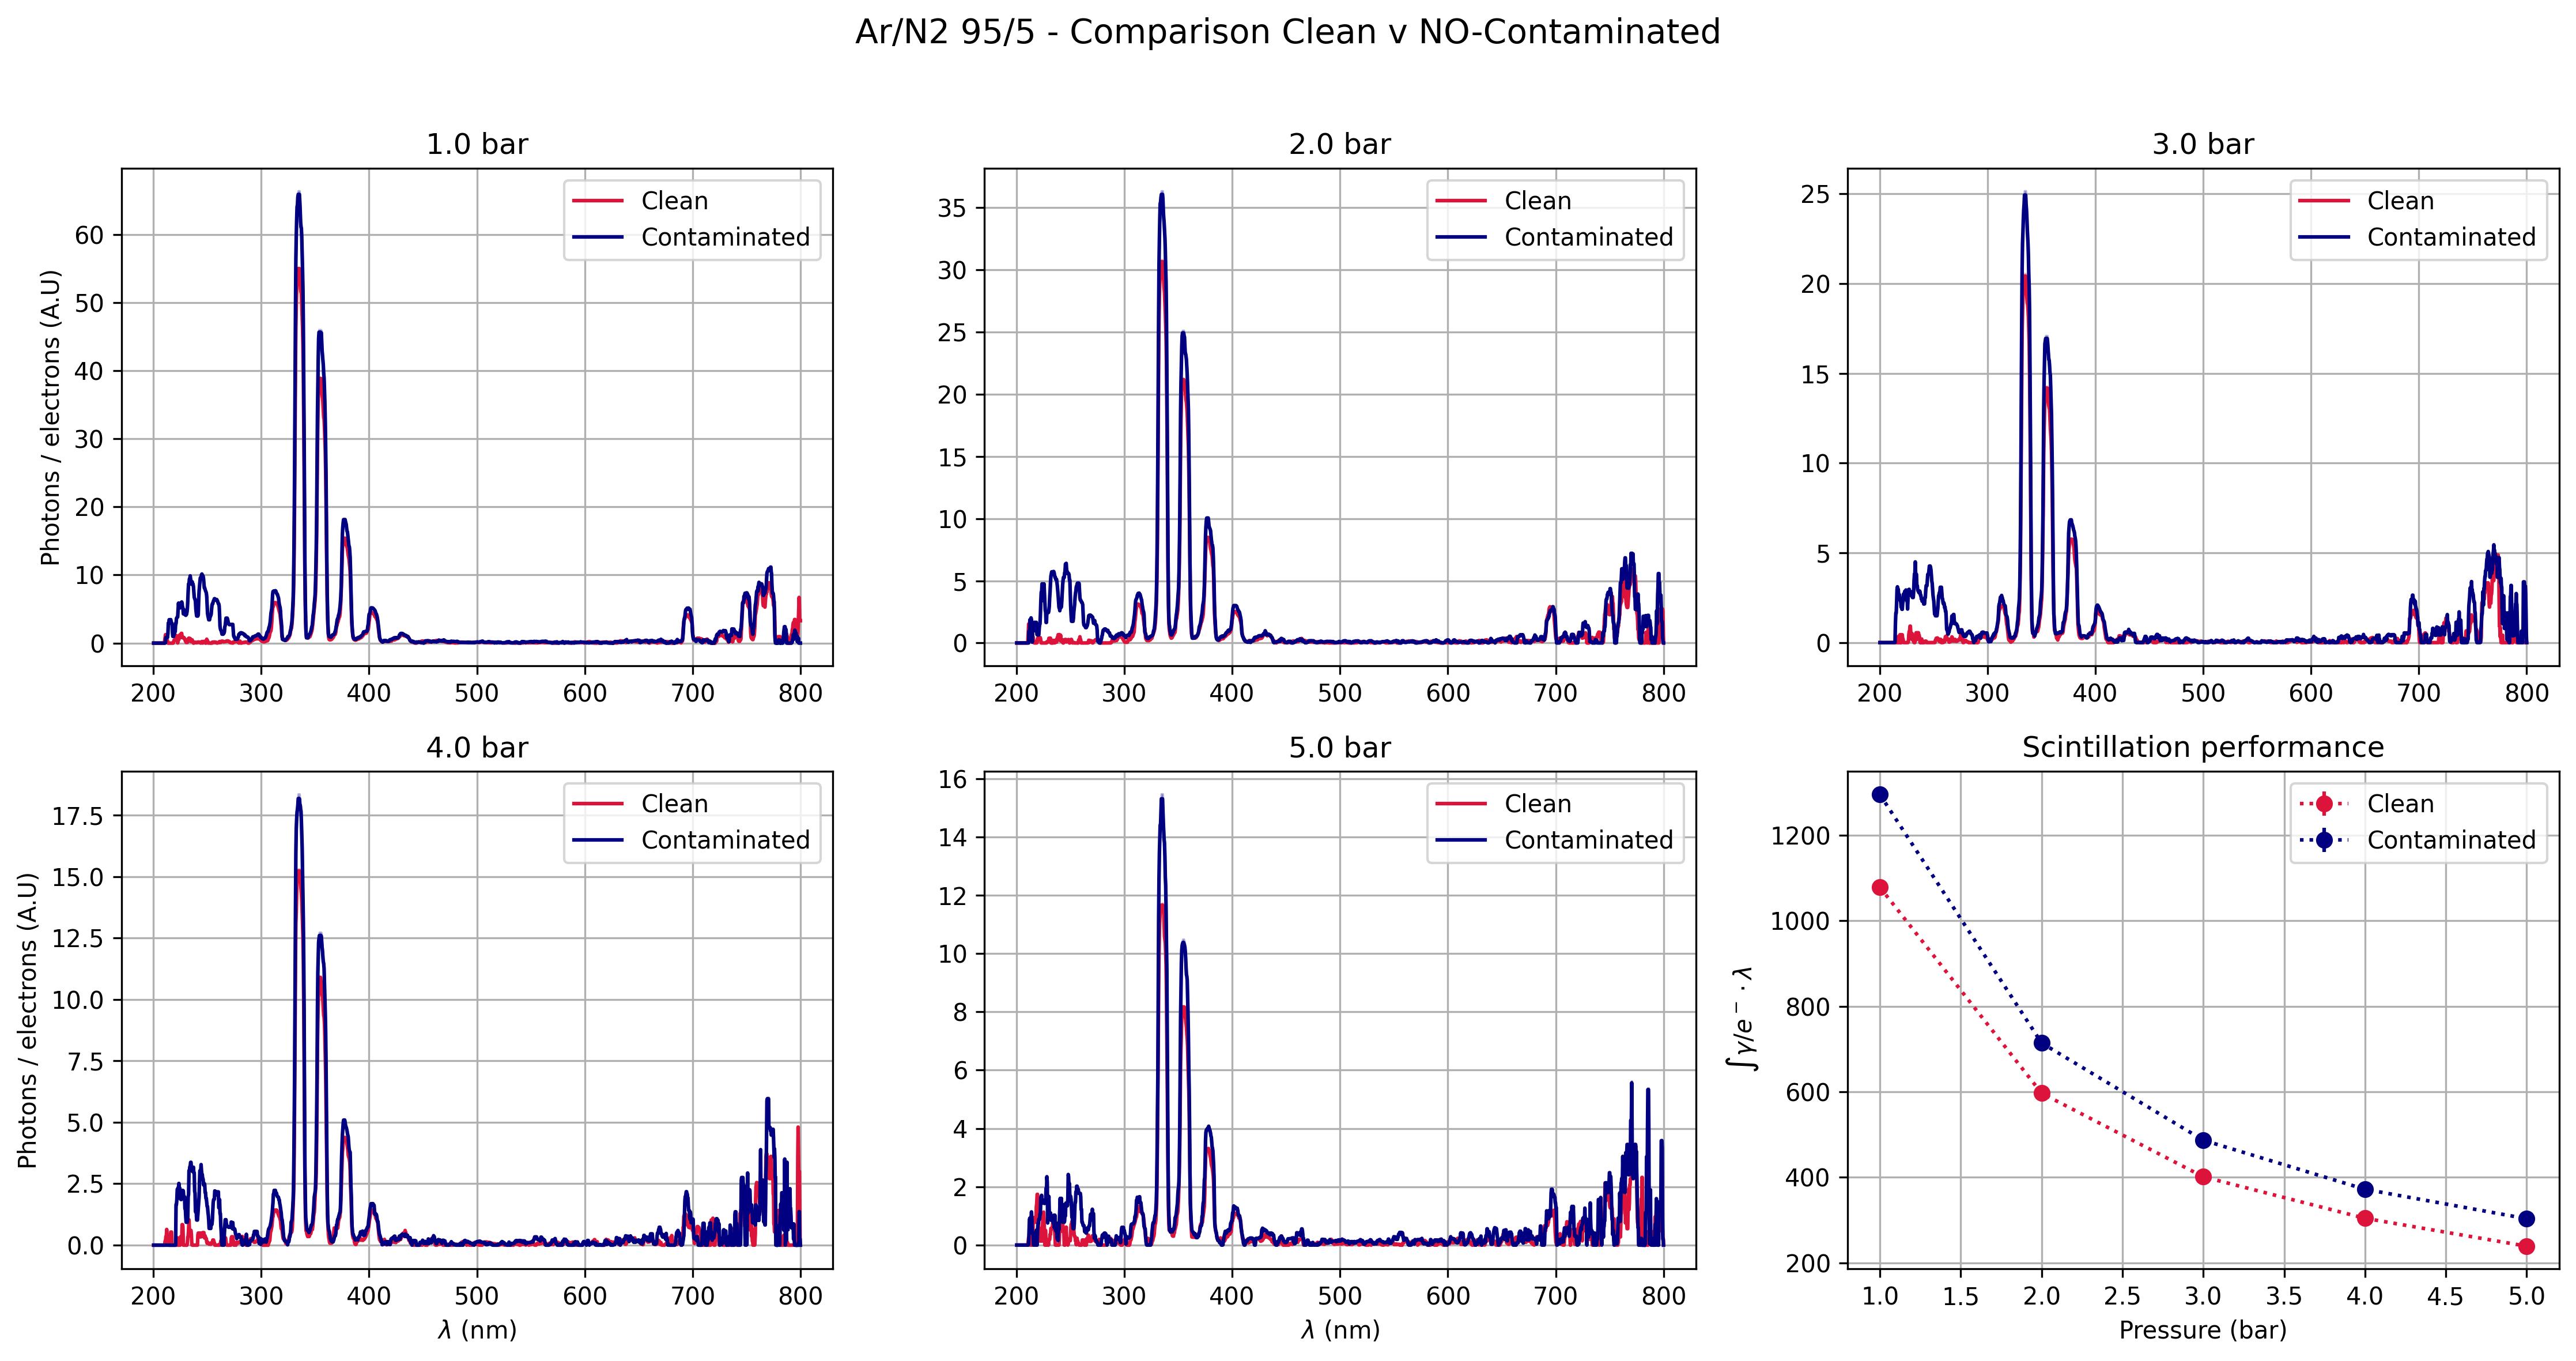 Ar/N2 95/5 - Comparison Clean v NO-Contaminated
1.0 bar
Photons / electrons (A.U)
0
10
20
30
40
50
60
200 300 400 500 600 700 800
Clean
Contaminated
2.0 bar
0
5
10
15
20
25
30
35
200 300 400 500 600 700 800
Clean
Contaminated
3.0 bar
0
5
10
15
20
25
200 300 400 500 600 700 800
Clean
Contaminated
4.0 bar
Photons / electrons (A.U)
0.0
2.5
5.0
7.5
10.0
12.5
15.0
17.5
200 300 400 500 600 700 800
λ (nm)
Clean
Contaminated
5.0 bar
0
2
4
6
8
10
12
14
16
200 300 400 500 600 700 800
λ (nm)
Clean
Contaminated
Scintillation performance
∫γ/e⁻ · λ
200
400
600
800
1000
1200
1.0 1.5 2.0 2.5 3.0 3.5 4.0 4.5 5.0
Pressure (bar)
Clean
Contaminated